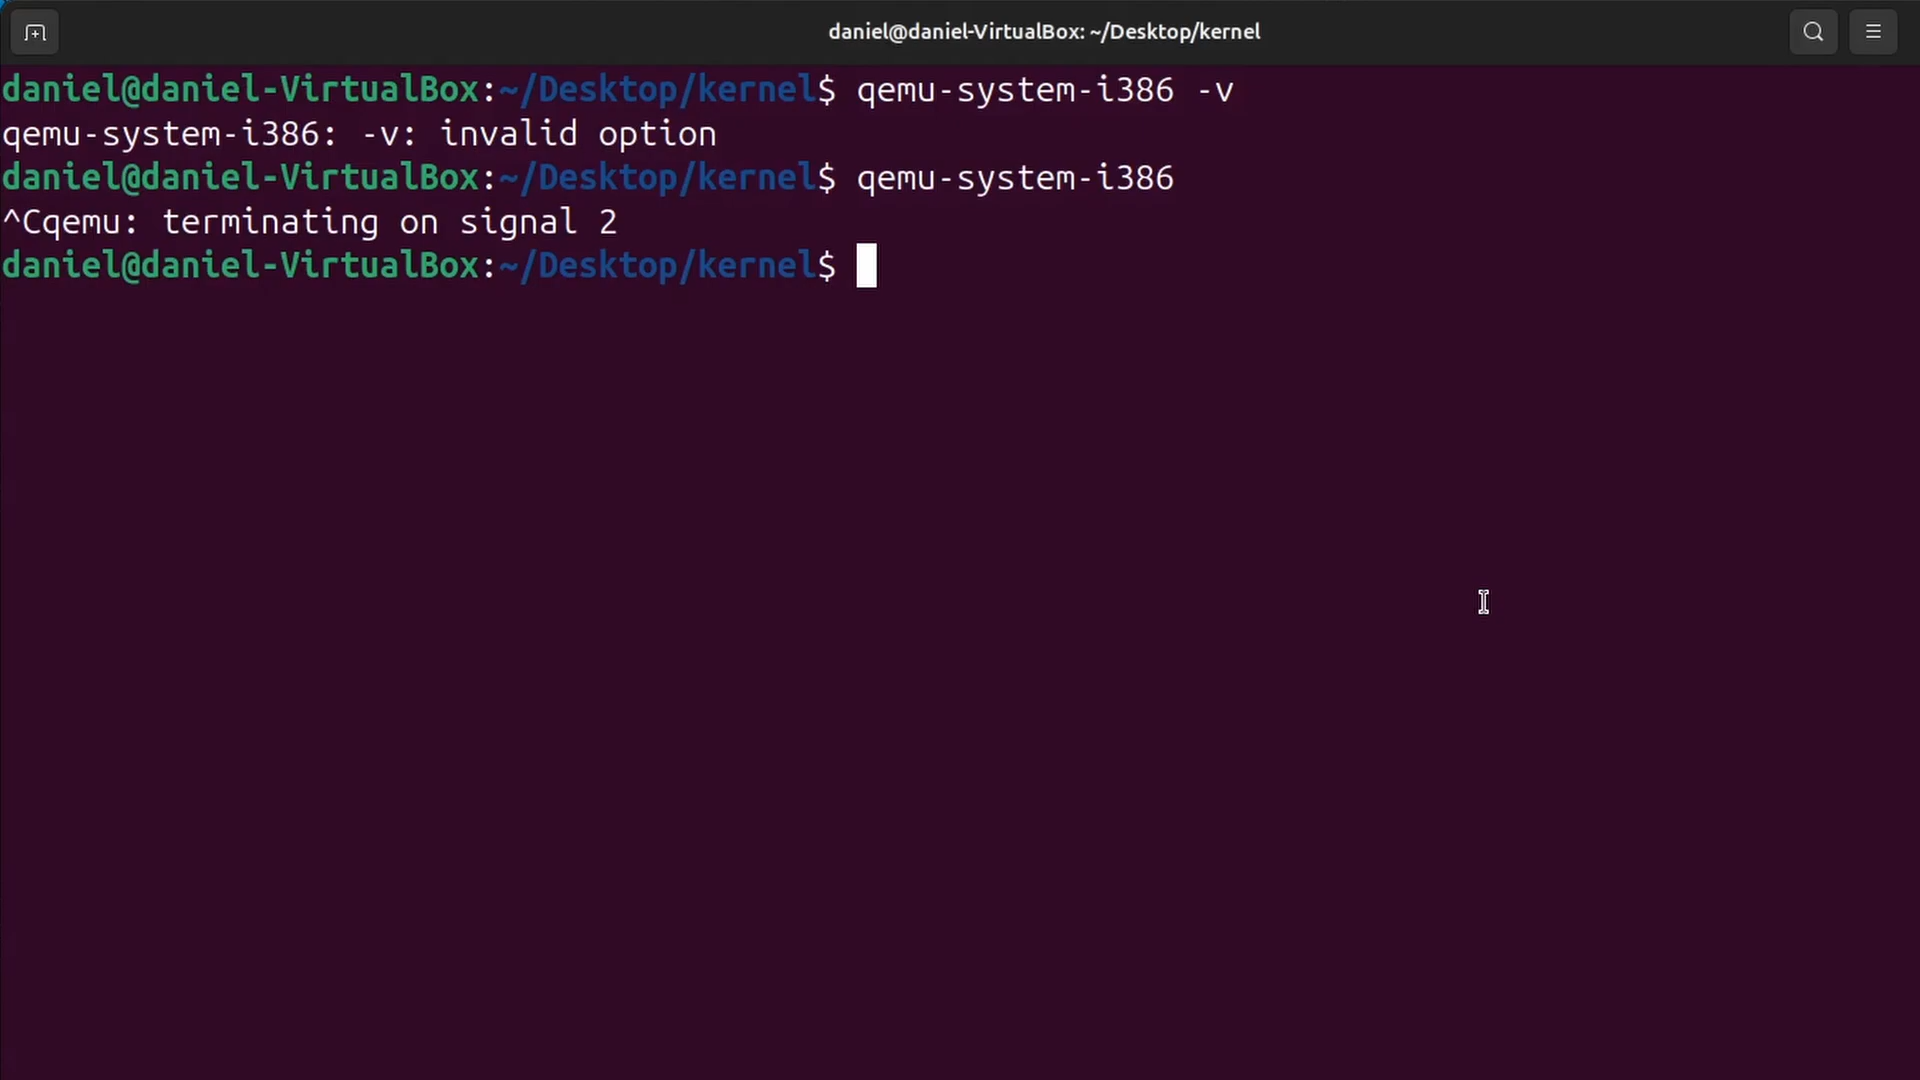 daniel@daniel-VirtualBox: ~/Desktop/kernel
daniel@daniel-VirtualBox:~/Desktop/kernel$ qemu-system-i386 -v
qemu-system-i386: -v: invalid option
daniel@daniel-VirtualBox:~/Desktop/kernel$ qemu-system-i386
^Cqemu: terminating on signal 2
daniel@daniel-VirtualBox:~/Desktop/kernel$